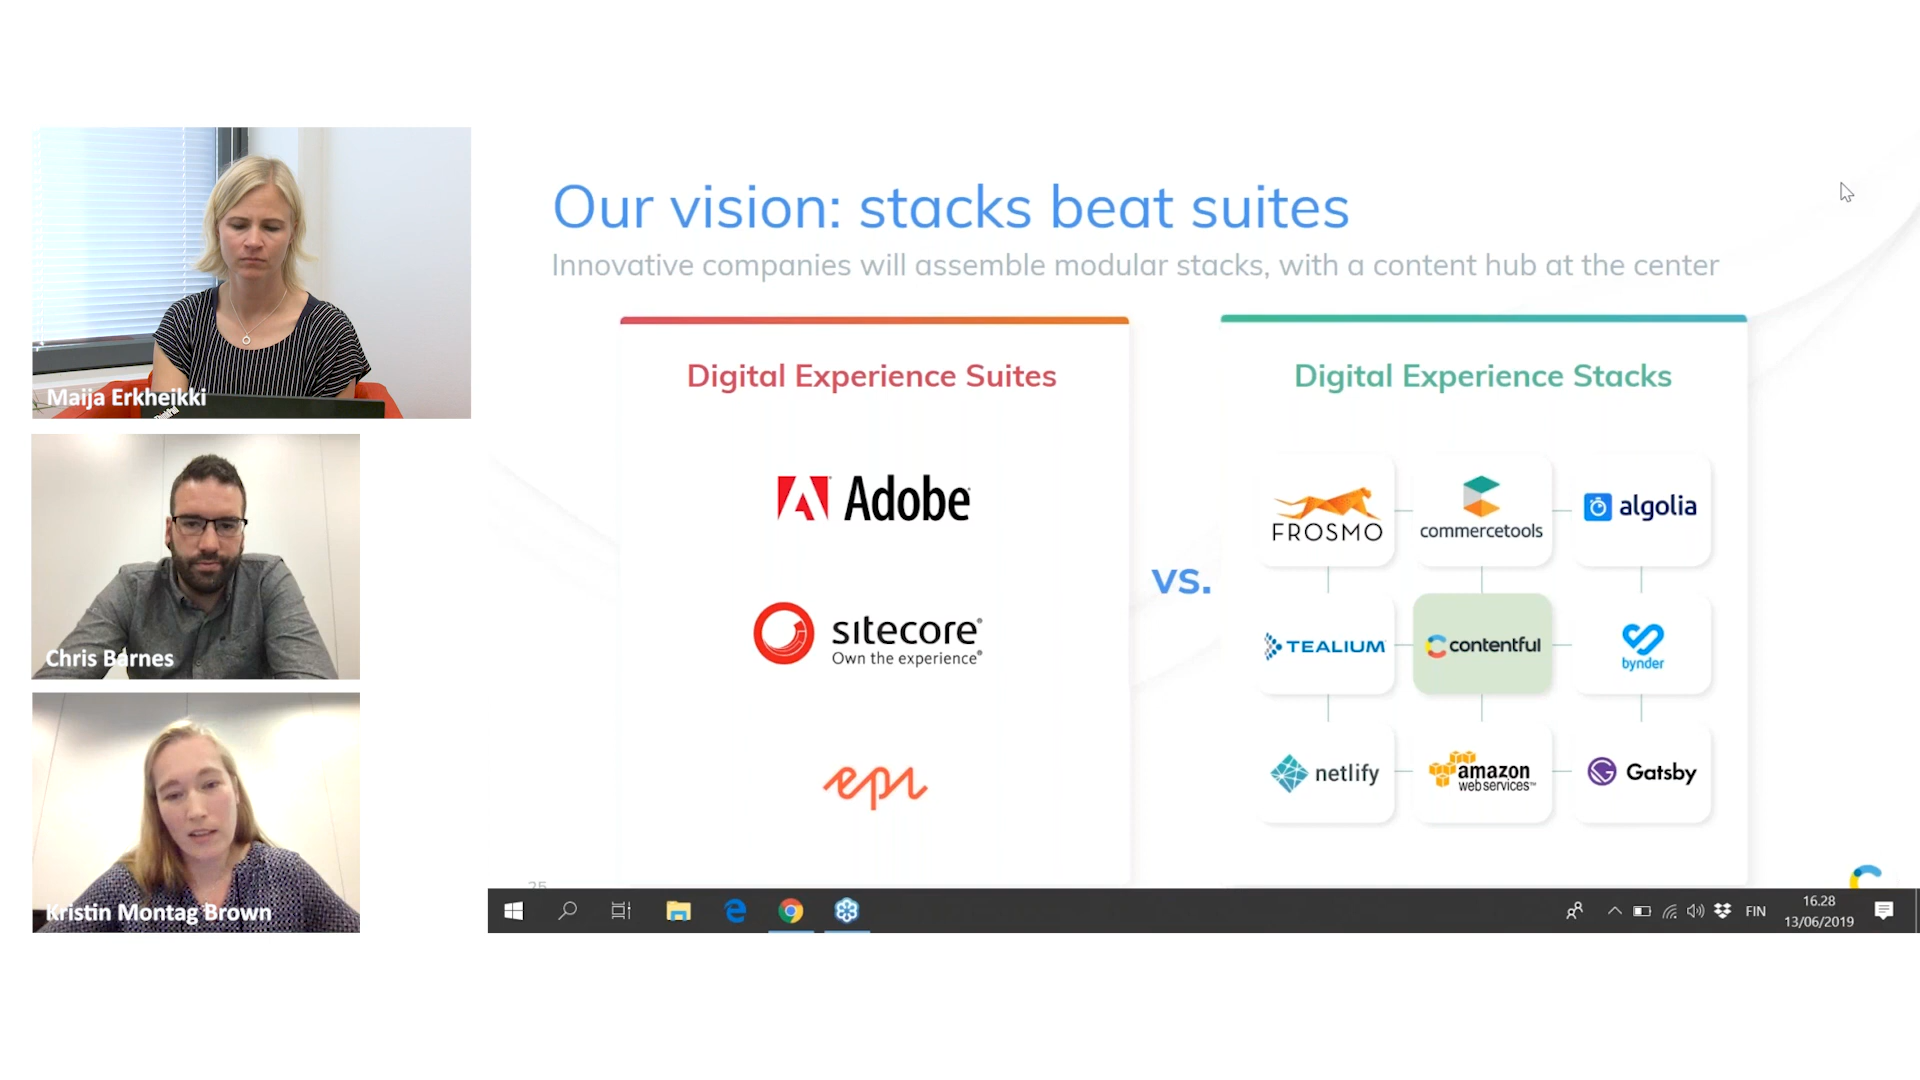 Maija Erkheikki
Chris Barnes
Kristin Montag Brown
Our vision: stacks beat suites
Innovative companies will assemble modular stacks, with a content hub at the center
Digital Experience Suites
Adobe
sitecore®
Own the experience®
epi
vs.
Digital Experience Stacks
FROSMO
commercetools
algolia
TEALIUM
contentful
bynder
netlify
amazon
web services™
Gatsby
25
FIN
16.28
13/06/2019